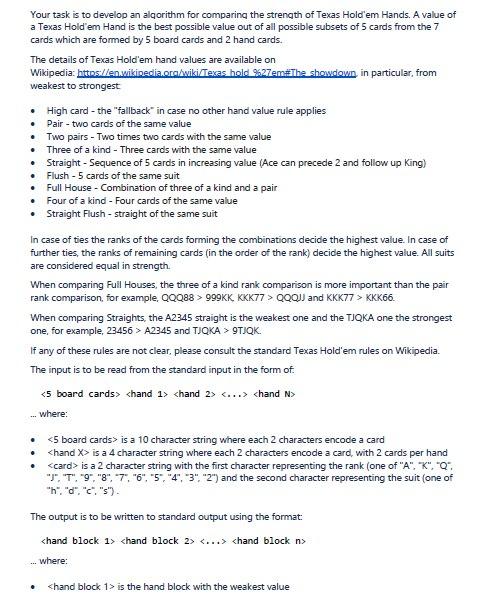 Your task is to develop an algorithm for comparing the strength of Texas Hold'em Hands. A value of
a Texas Hold'em Hand is the best possible value out of all possible subsets of 5 cards from the 7
cards which are formed by 5 board cards and 2 hand cards.
The details of Texas Hold'em hand values are available on
Wikipedia: https://en.wikipedia.org/wiki/Texas_hold_%27em#The_showdown, in particular, from
weakest to strongest:
• High card - the "fallback" in case no other hand value rule applies
• Pair - two cards of the same value
• Two pairs - Two times two cards with the same value
• Three of a kind - Three cards with the same value
• Straight - Sequence of 5 cards in increasing value (Ace can precede 2 and follow up King)
• Flush - 5 cards of the same suit
• Full House - Combination of three of a kind and a pair
• Four of a kind - Four cards of the same value
• Straight Flush - straight of the same suit
In case of ties the ranks of the cards forming the combinations decide the highest value. In case of
further ties, the ranks of remaining cards (in the order of the rank) decide the highest value. All suits
are considered equal in strength.
When comparing Full Houses, the three of a kind rank comparison is more important than the pair
rank comparison, for example, QQQ88 > 999KK, KKK77 > QQQJJ and KKK77 > KKK66.
When comparing Straights, the A2345 straight is the weakest one and the TJQKA one the strongest
one, for example, 23456 > A2345 and TJQKA > 9TJQK.
If any of these rules are not clear, please consult the standard Texas Hold'em rules on Wikipedia.
The input is to be read from the standard input in the form of:
<5 board cards> <hand 1> <hand 2> <...> <hand N>
... where:
• <5 board cards> is a 10 character string where each 2 characters encode a card
• <hand X> is a 4 character string where each 2 characters encode a card, with 2 cards per hand
• <card> is a 2 character string with the first character representing the rank (one of "A", "K", "Q",
"J", "T", "9", "8", "7", "6", "5", "4", "3", "2") and the second character representing the suit (one of
"h", "d", "c", "s") .
The output is to be written to standard output using the format:
<hand block 1> <hand block 2> <...> <hand block n>
... where:
• <hand block 1> is the hand block with the weakest value